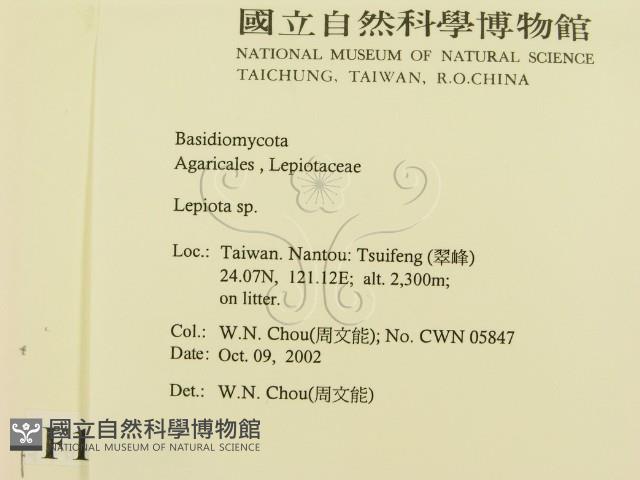 國立自然科學博物館
NATIONAL MUSEUM OF NATURAL SCIENCE
TAICHUNG, TAIWAN, R.O.CHINA
Basidiomycota
Agaricales , Lepiotaceae
Lepiota sp.
Loc.: Taiwan. Nantou: Tsuifeng (翠峰)
24.07N, 121.12E; alt. 2,300m;
on litter.
Col.: W.N. Chou(周文能); No. CWN 05847
Date: Oct. 09, 2002
Det.: W.N. Chou(周文能)
國立自然科學博物館
NATIONAL MUSEUM OF NATURAL SCIENCE